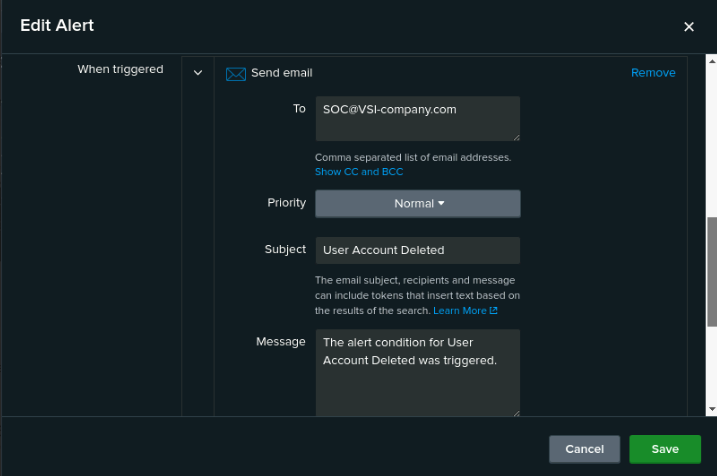 Edit Alert
When triggered
Send email
Remove
To
SOC@VSI-company.com
Comma separated list of email addresses.
Show CC and BCC
Priority
Normal
Subject
User Account Deleted
The email subject, recipients and message
can include tokens that insert text based on
the results of the search. Learn More
Message
The alert condition for User
Account Deleted was triggered.
Cancel
Save